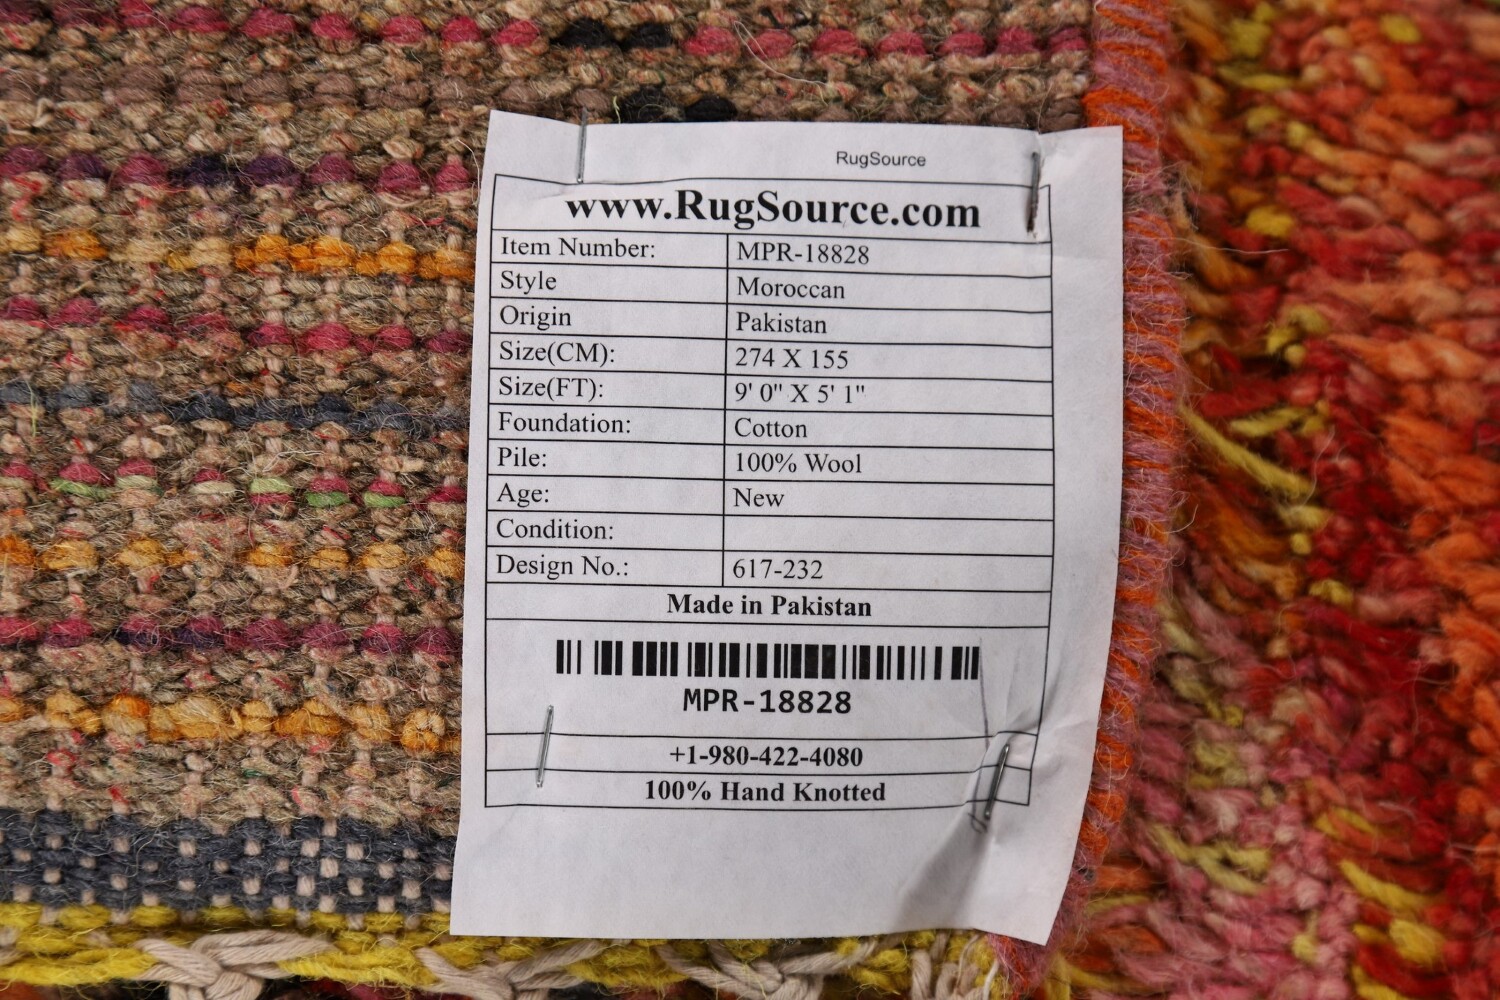 RugSource
www.RugSource.com
Item Number: MPR-18828
Style Moroccan
Origin Pakistan
Size(CM): 274 X 155
Size(FT): 9' 0" X 5' 1"
Foundation: Cotton
Pile: 100% Wool
Age: New
Condition:
Design No.: 617-232
Made in Pakistan
MPR-18828
+1-980-422-4080
100% Hand Knotted